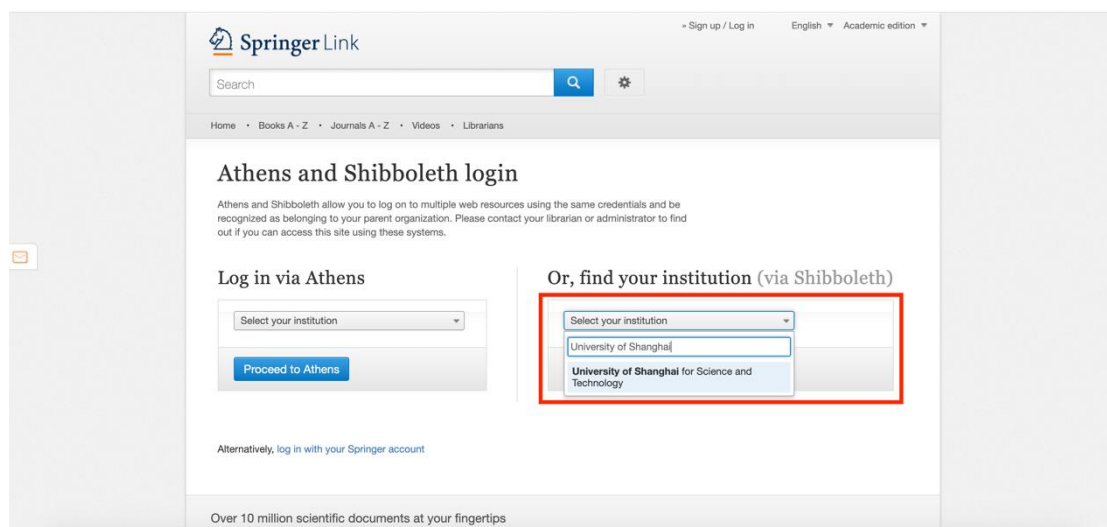 » Sign up / Log in English Academic edition
Springer Link
Search
Home • Books A - Z • Journals A - Z • Videos • Librarians
Athens and Shibboleth login
Athens and Shibboleth allow you to log on to multiple web resources using the same credentials and be
recognized as belonging to your parent organization. Please contact your librarian or administrator to find
out if you can access this site using these systems.
Log in via Athens
Select your institution
Proceed to Athens
Or, find your institution (via Shibboleth)
Select your institution
University of Shanghai
University of Shanghai for Science and
Technology
Alternatively, log in with your Springer account
Over 10 million scientific documents at your fingertips